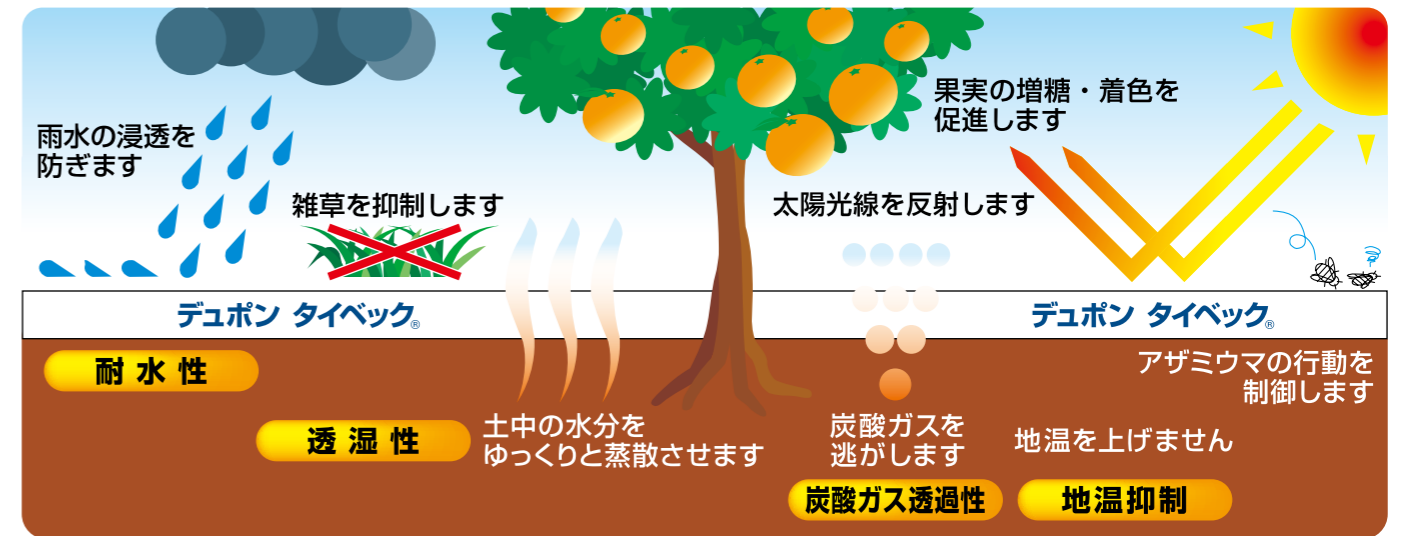 雨水の浸透を
防ぎます
雑草を抑制します
果実の増糖・着色を
促進します
太陽光線を反射します
デュポン タイベック®
デュポン タイベック®
耐水性
アザミウマの行動を
制御します
透湿性
土中の水分を
ゆっくりと蒸散させます
炭酸ガスを
逃がします
地温を上げません
炭酸ガス透過性
地温抑制